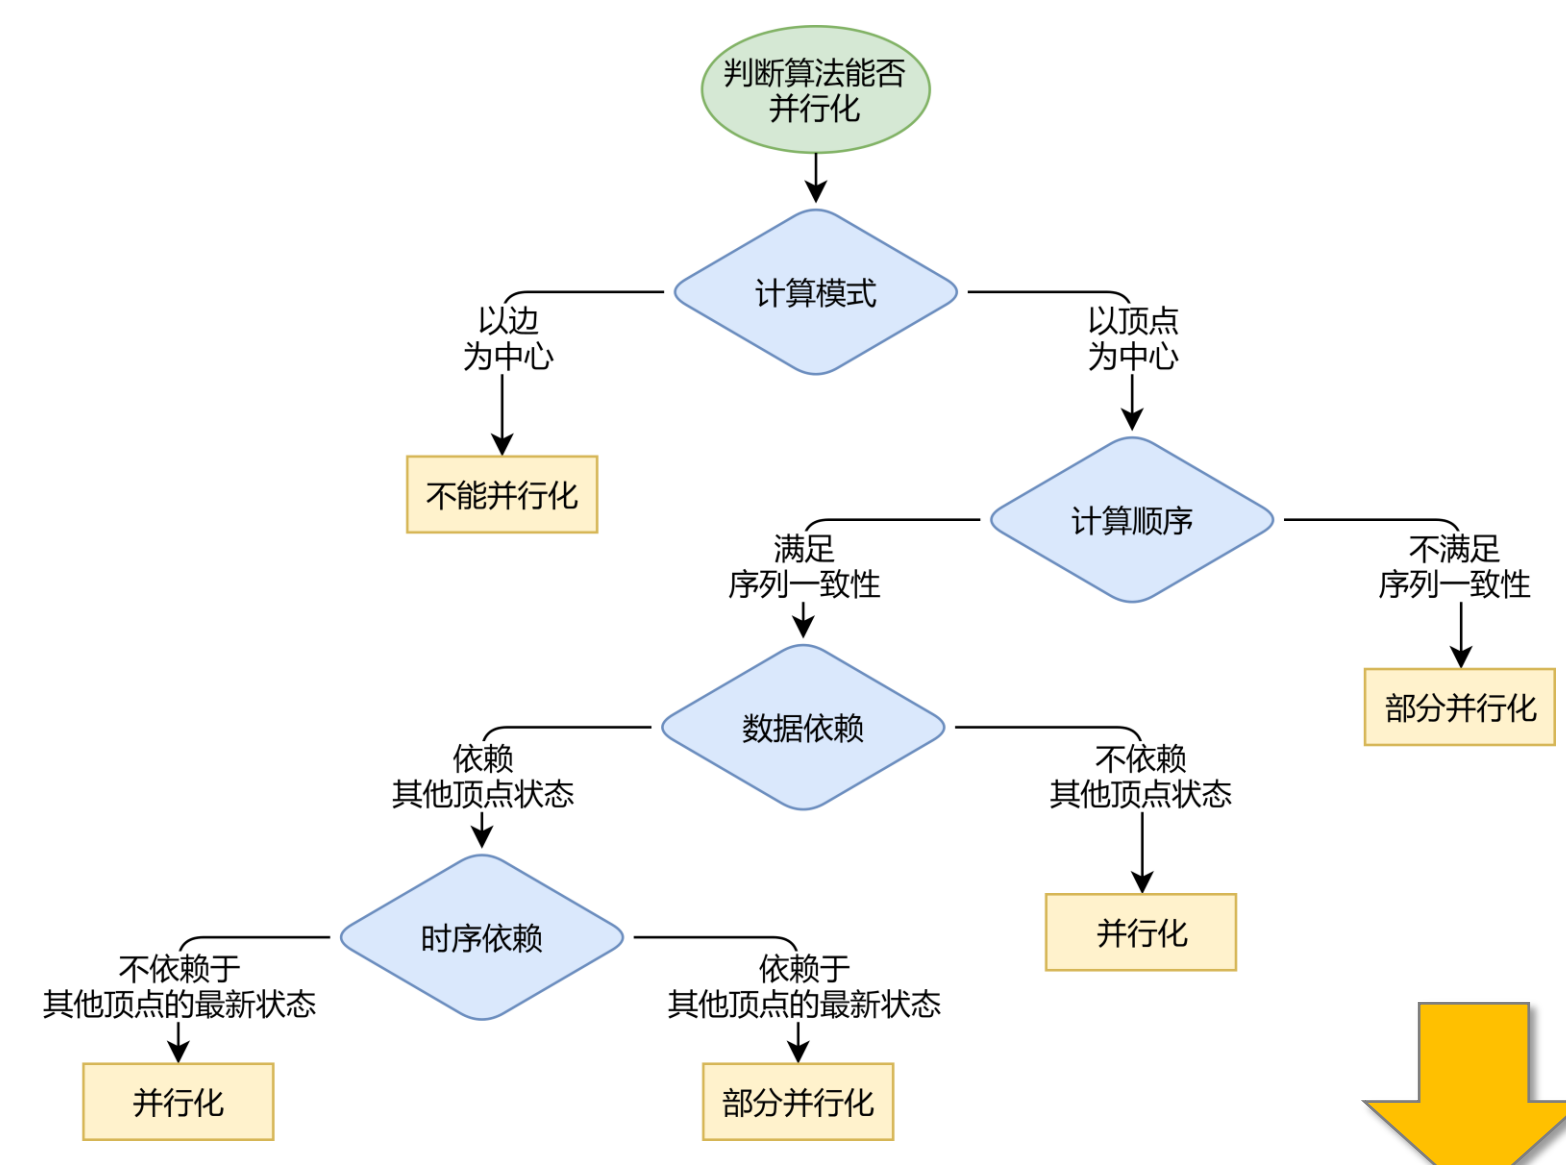 判断算法能否
并行化
计算模式
以边
为中心
以顶点
为中心
不能并行化
计算顺序
满足
序列一致性
不满足
序列一致性
数据依赖
部分并行化
依赖
其他顶点状态
不依赖
其他顶点状态
时序依赖
并行化
不依赖于
其他顶点的最新状态
依赖于
其他顶点的最新状态
并行化
部分并行化